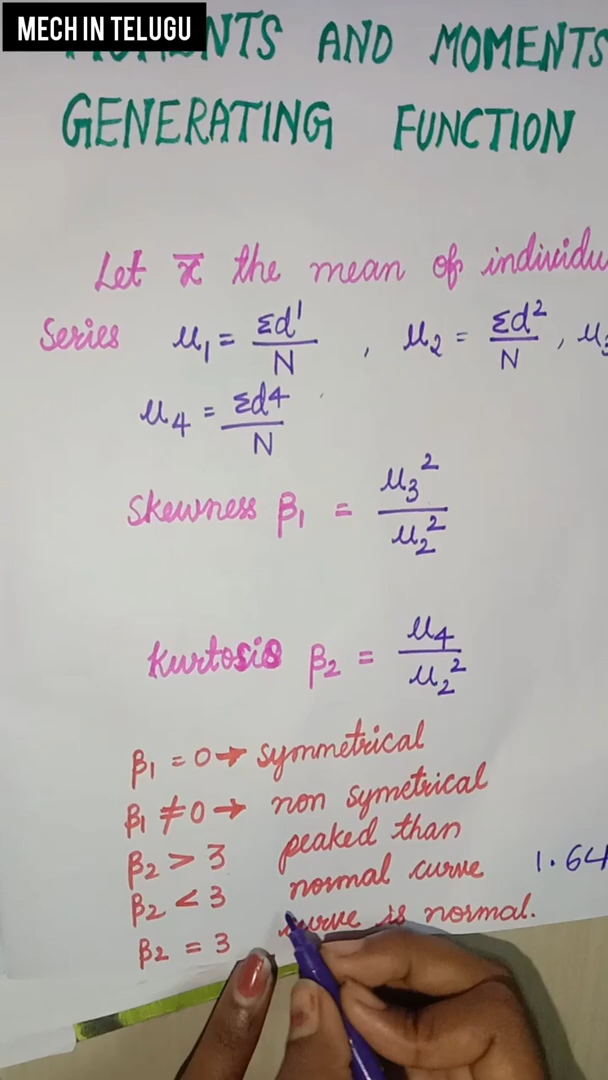 MECH IN TELUGU
AND MOMENTS
GENERATING FUNCTION
Let x̄ the mean of
Series μ₁ = Σd¹/N , μ₂ = Σd²/N ,
μ₄ = Σd4/N
Skewness β₁ = μ₃²/μ₂²
Kurtosis β₂ = μ₄/μ₂²
β₁ = 0 → symmetrical
β₁ ≠ 0 → non symetrical
β₂ > 3 peaked than
β₂ < 3 normal curve 1.64
β₂ = 3 curve is normal.